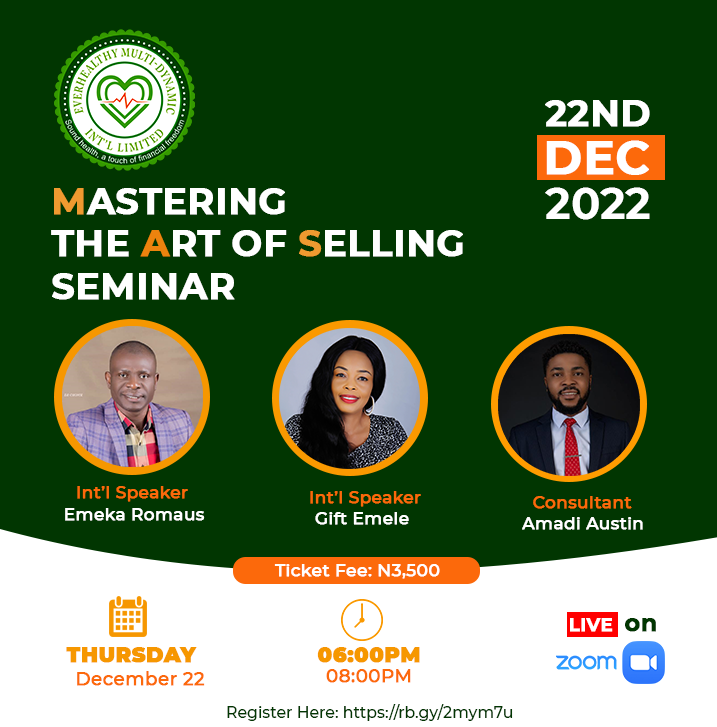 EVERHEALTHY MULTI-DYNAMIC
INT'L LIMITED
Sound health, a touch of financial freedom
22ND
DEC
2022
MASTERING
THE ART OF SELLING
SEMINAR
Int'l Speaker
Emeka Romaus
Int'l Speaker
Gift Emele
Consultant
Amadi Austin
Ticket Fee: N3,500
THURSDAY
December 22
06:00PM
08:00PM
LIVE on
zoom
Register Here: https://rb.gy/2mym7u